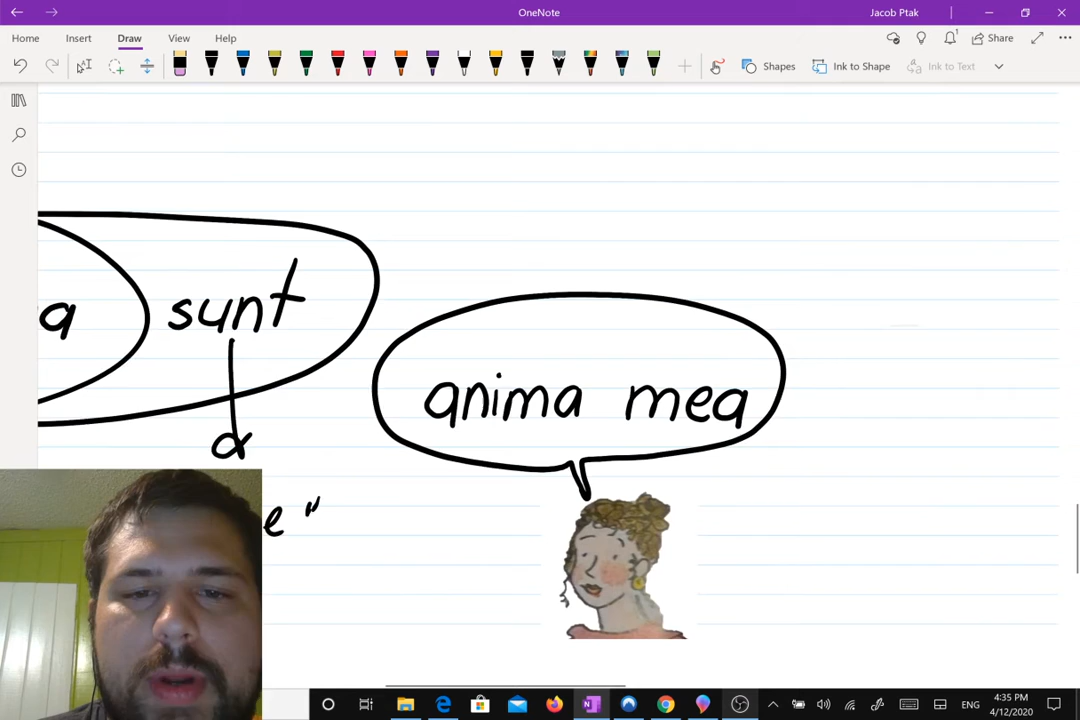 OneNote
Jacob Ptak
Home Insert Draw View Help
Share
Shapes
Ink to Shape
Ink to Text
a sunt
anima mea
α
e"
ENG
4:35 PM
4/12/2020